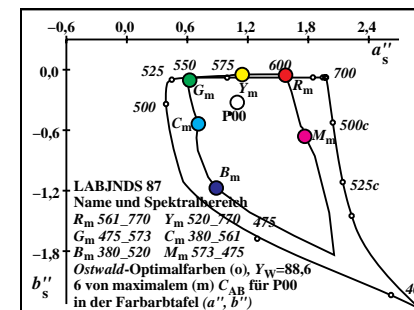 −0,6 0,0 0,6 1,2 1,8 2,4
a"s
0,0
−0,6
−1,2
−1,8
b"s
525 550 575 600 700
500
500c
525c
475
Gm Ym Rm
Cm P00 Mm
Bm
LABJNDS 87
Name und Spektralbereich
Rm 561_770 Ym 520_770
Gm 475_573 Cm 380_561
Bm 380_520 Mm 573_475
Ostwald-Optimalfarben (o), YW=88,6
6 von maximalem (m) CAB für P00
in der Farbartafel (a", b")